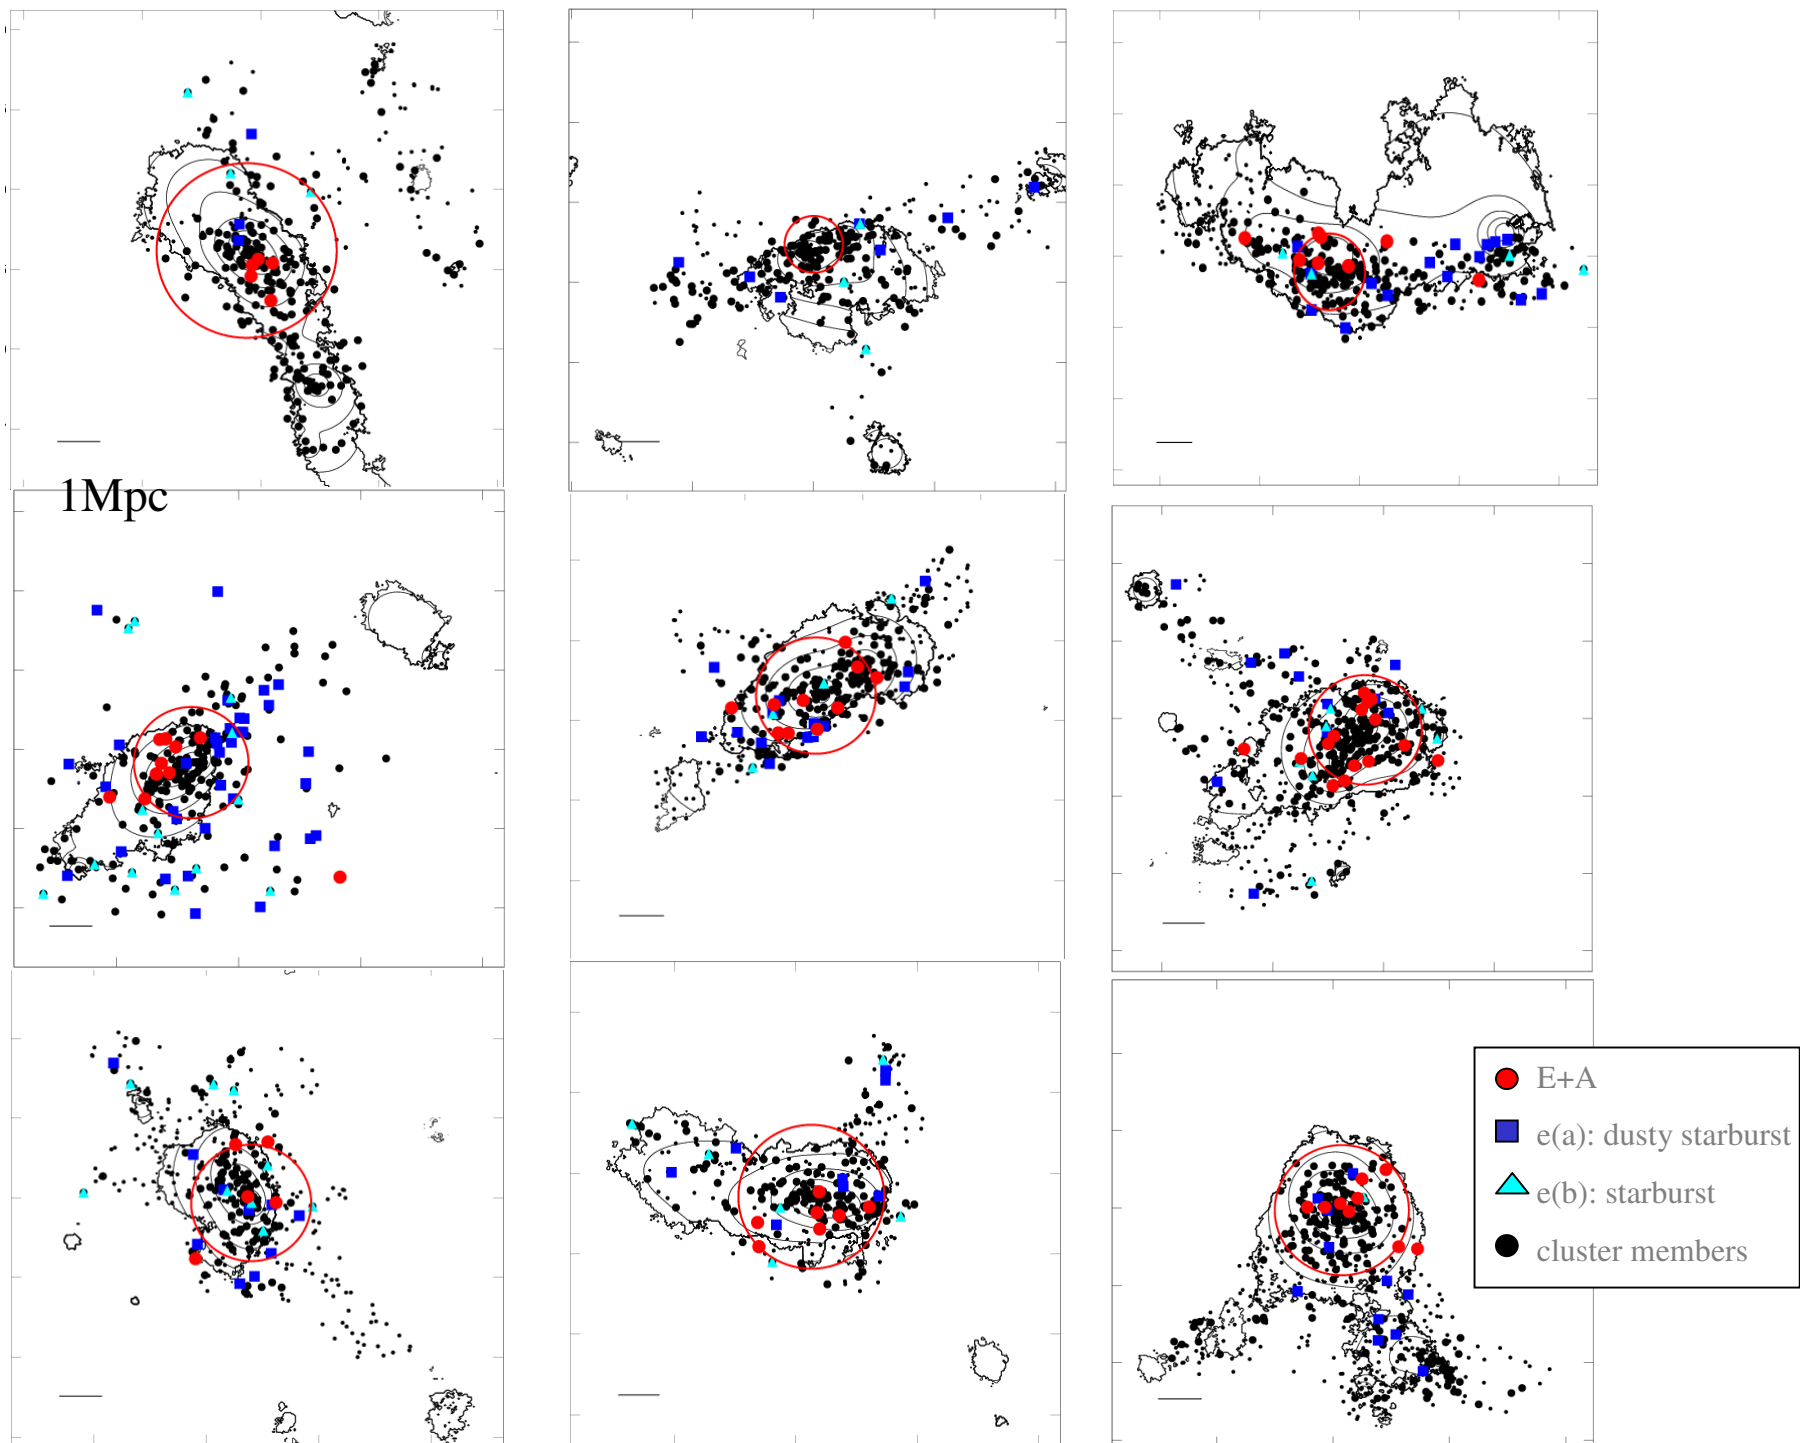 1Mpc
E+A
e(a): dusty starburst
e(b): starburst
cluster members